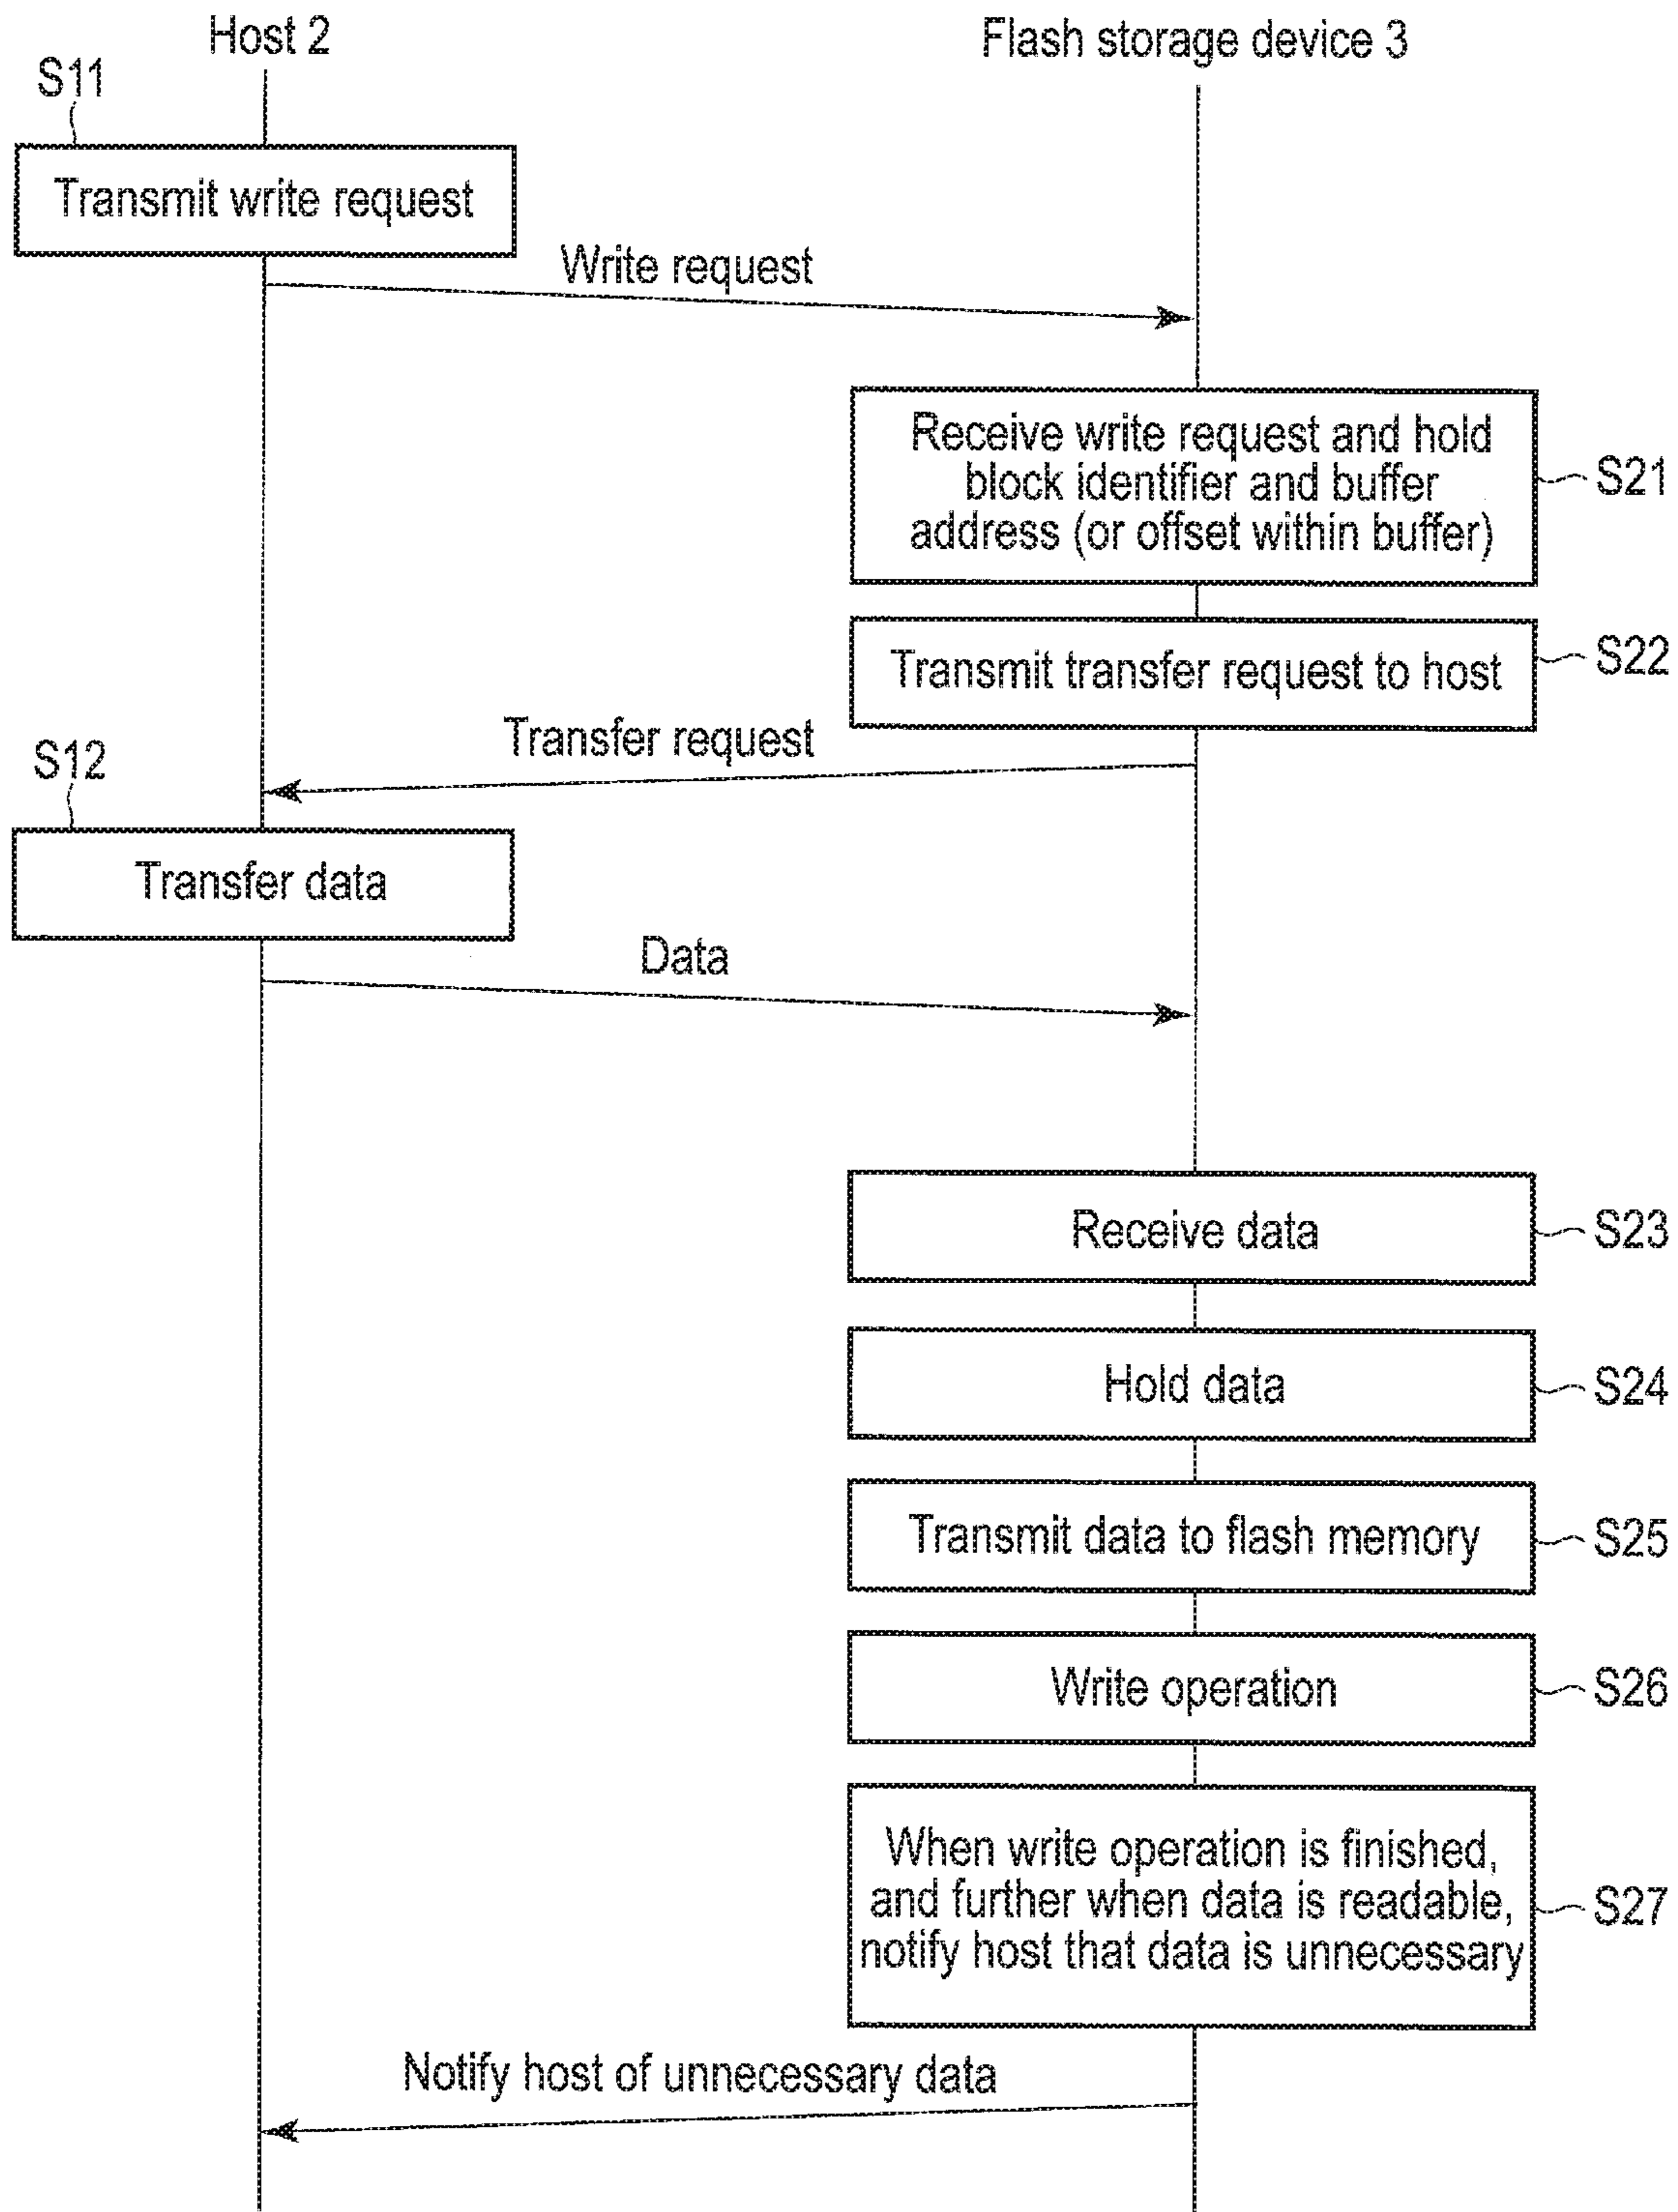 Host 2
Flash storage device 3
S11
Transmit write request
Write request
Receive write request and hold
block identifier and buffer
address (or offset within buffer)
S21
Transmit transfer request to host
S22
Transfer request
S12
Transfer data
Data
Receive data
S23
Hold data
S24
Transmit data to flash memory
S25
Write operation
S26
When write operation is finished,
and further when data is readable,
notify host that data is unnecessary
S27
Notify host of unnecessary data